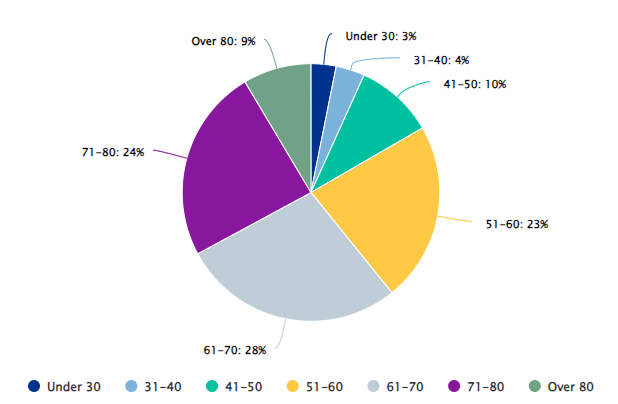 Over 80: 9%
Under 30: 3%
31–40: 4%
41–50: 10%
71–80: 24%
51–60: 23%
61–70: 28%
Under 30 31–40 41–50 51–60 61–70 71–80 Over 80